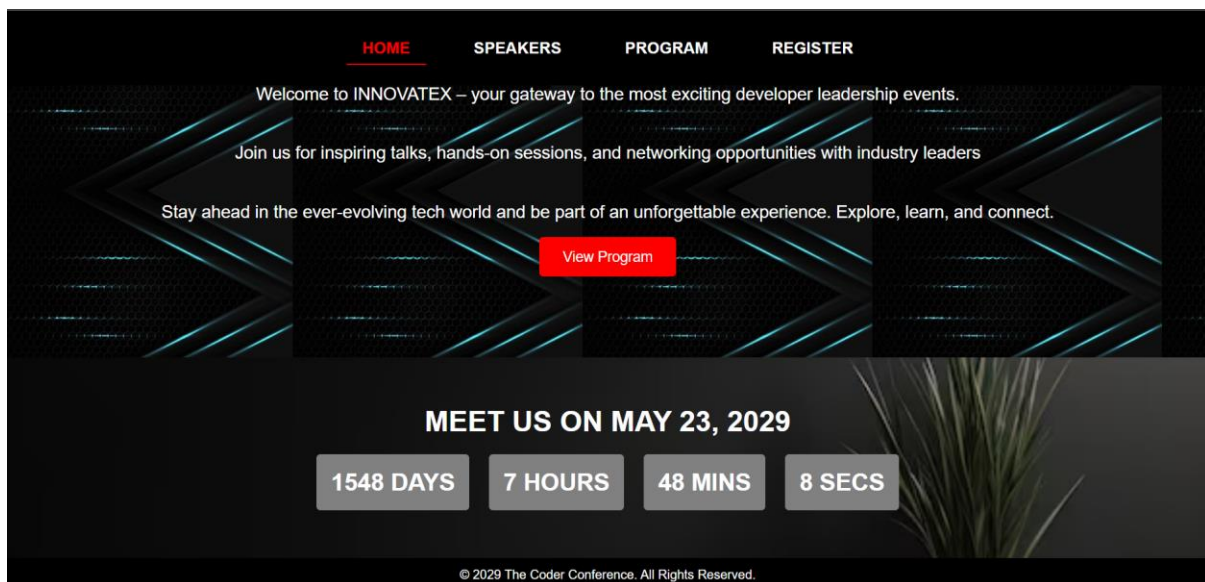 HOME SPEAKERS PROGRAM REGISTER
Welcome to INNOVATEX – your gateway to the most exciting developer leadership events.
Join us for inspiring talks, hands-on sessions, and networking opportunities with industry leaders
Stay ahead in the ever-evolving tech world and be part of an unforgettable experience. Explore, learn, and connect.
View Program
MEET US ON MAY 23, 2029
1548 DAYS 7 HOURS 48 MINS 8 SECS
© 2029 The Coder Conference. All Rights Reserved.